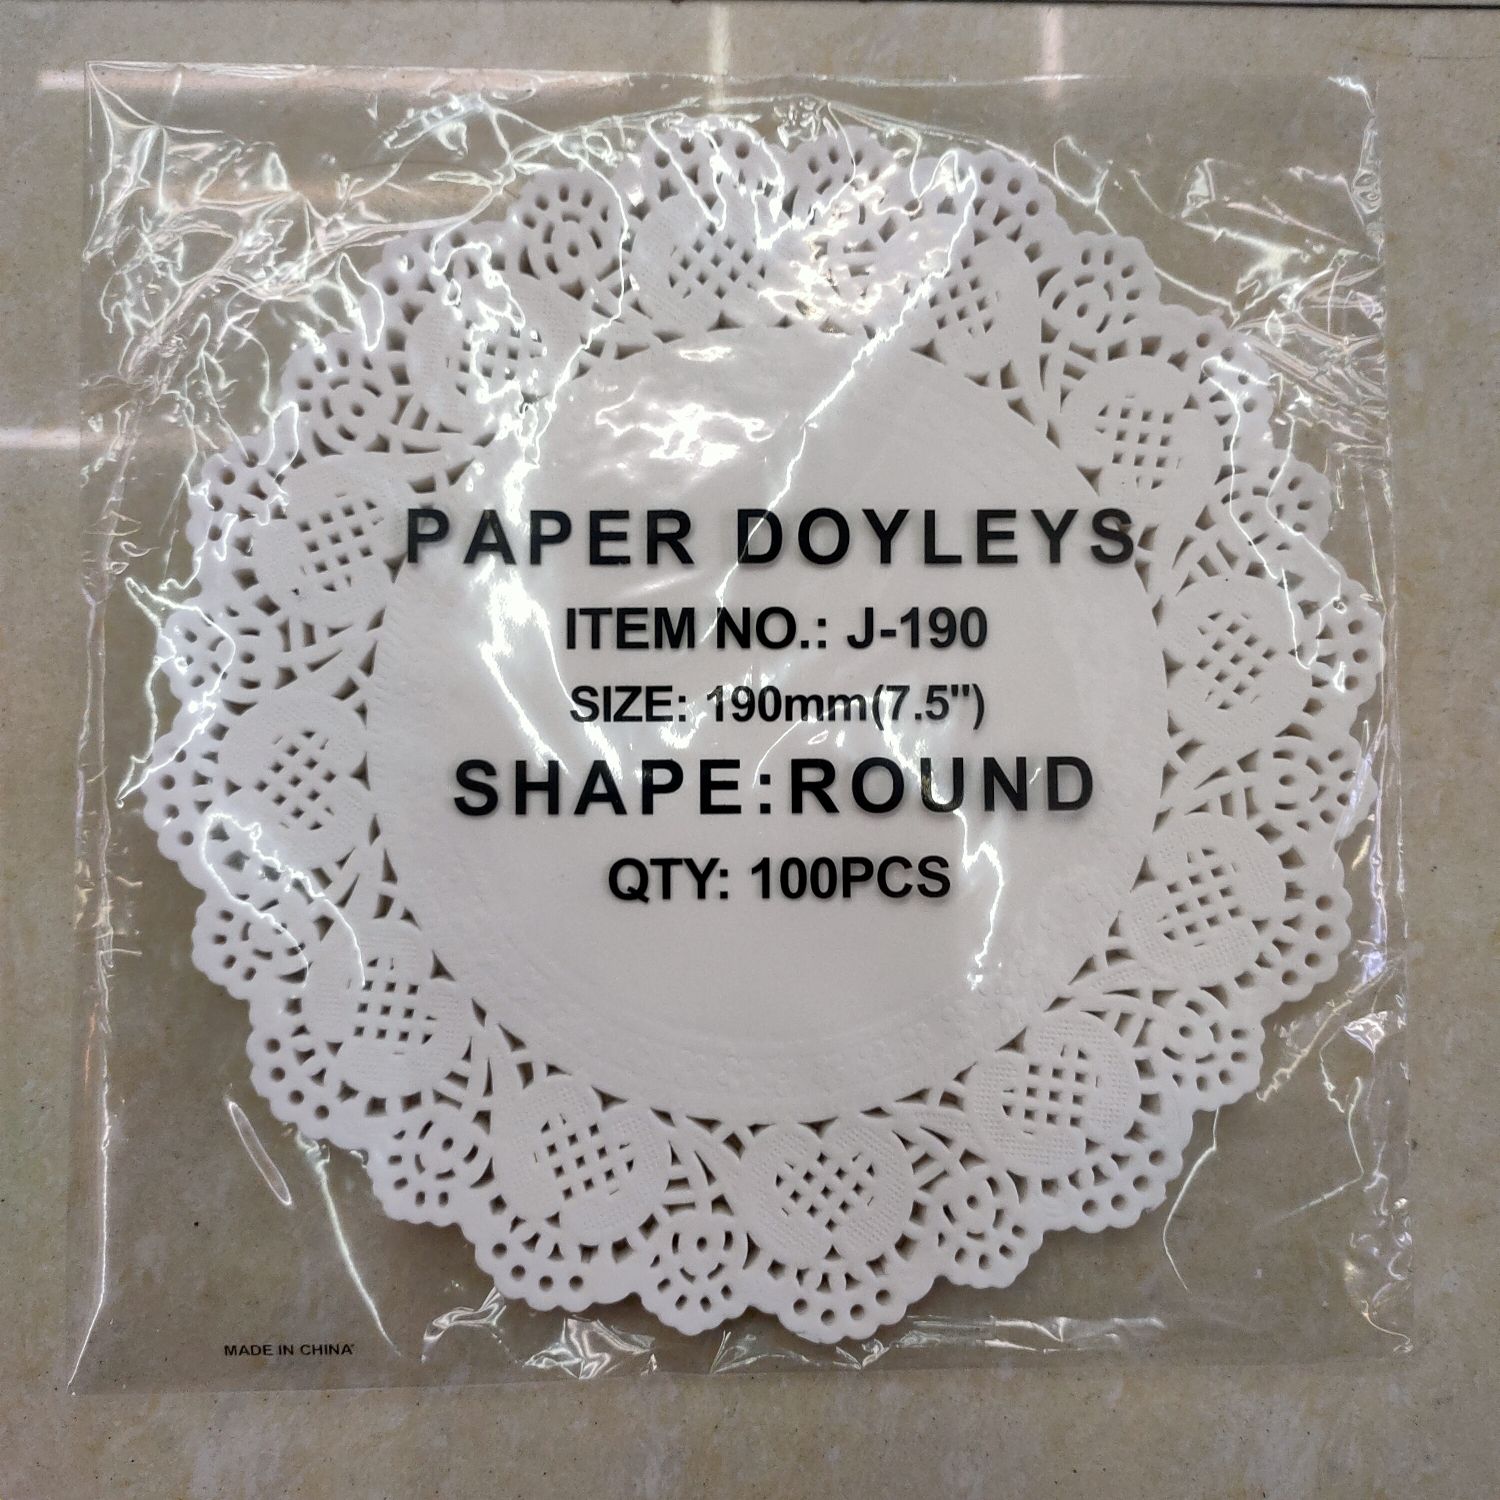 PAPER DOYLEYS
ITEM NO.: J-190
SIZE: 190mm(7.5")
SHAPE:ROUND
QTY: 100PCS
MADE IN CHINA